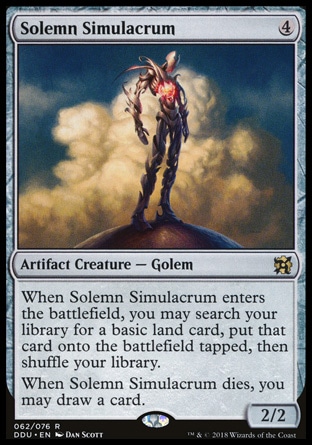 Solemn Simulacrum 4
Artifact Creature — Golem
When Solemn Simulacrum enters
the battlefield, you may search your
library for a basic land card, put that
card onto the battlefield tapped, then
shuffle your library.
When Solemn Simulacrum dies, you
may draw a card.
2/2
062/076 R
DDU • EN Dan Scott
™ & © 2018 Wizards of the Coast